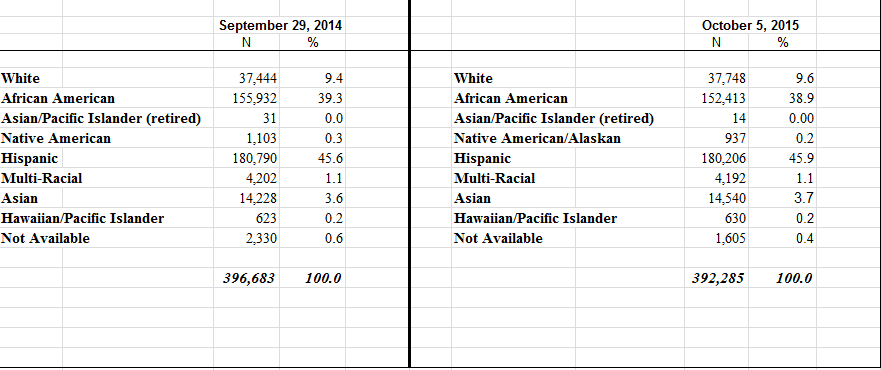 September 29, 2014 October 5, 2015
N % N %
White 37,444 9.4 White 37,748 9.6
African American 155,932 39.3 African American 152,413 38.9
Asian/Pacific Islander (retired) 31 0.0 Asian/Pacific Islander (retired) 14 0.00
Native American 1,103 0.3 Native American/Alaskan 937 0.2
Hispanic 180,790 45.6 Hispanic 180,206 45.9
Multi-Racial 4,202 1.1 Multi-Racial 4,192 1.1
Asian 14,228 3.6 Asian 14,540 3.7
Hawaiian/Pacific Islander 623 0.2 Hawaiian/Pacific Islander 630 0.2
Not Available 2,330 0.6 Not Available 1,605 0.4
396,683 100.0 392,285 100.0